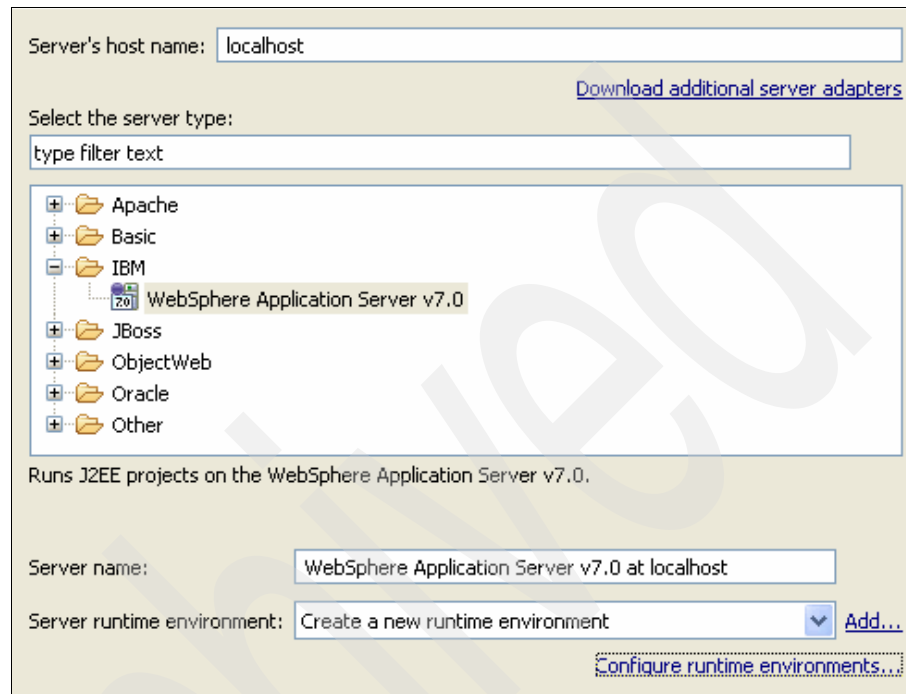 Server's host name: localhost
Download additional server adapters
Select the server type:
type filter text
Apache
Basic
IBM
7.0 WebSphere Application Server v7.0
JBoss
ObjectWeb
Oracle
Other
Runs J2EE projects on the WebSphere Application Server v7.0.
Server name: WebSphere Application Server v7.0 at localhost
Server runtime environment: Create a new runtime environment Add...
Configure runtime environments...
hived